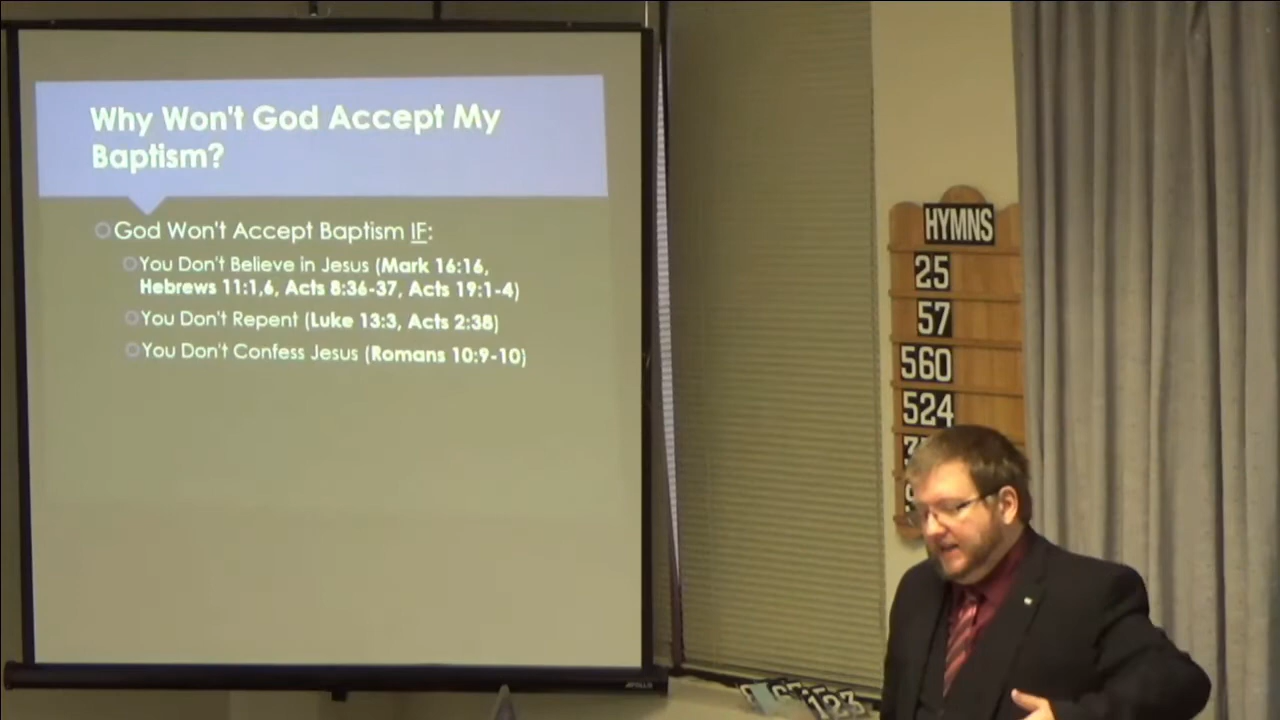 Why Won't God Accept My
Baptism?
God Won't Accept Baptism IF:
You Don't Believe in Jesus (Mark 16:16,
Hebrews 11:1,6, Acts 8:36-37, Acts 19:1-4)
You Don't Repent (Luke 13:3, Acts 2:38)
You Don't Confess Jesus (Romans 10:9-10)
HYMNS
25
57
560
524